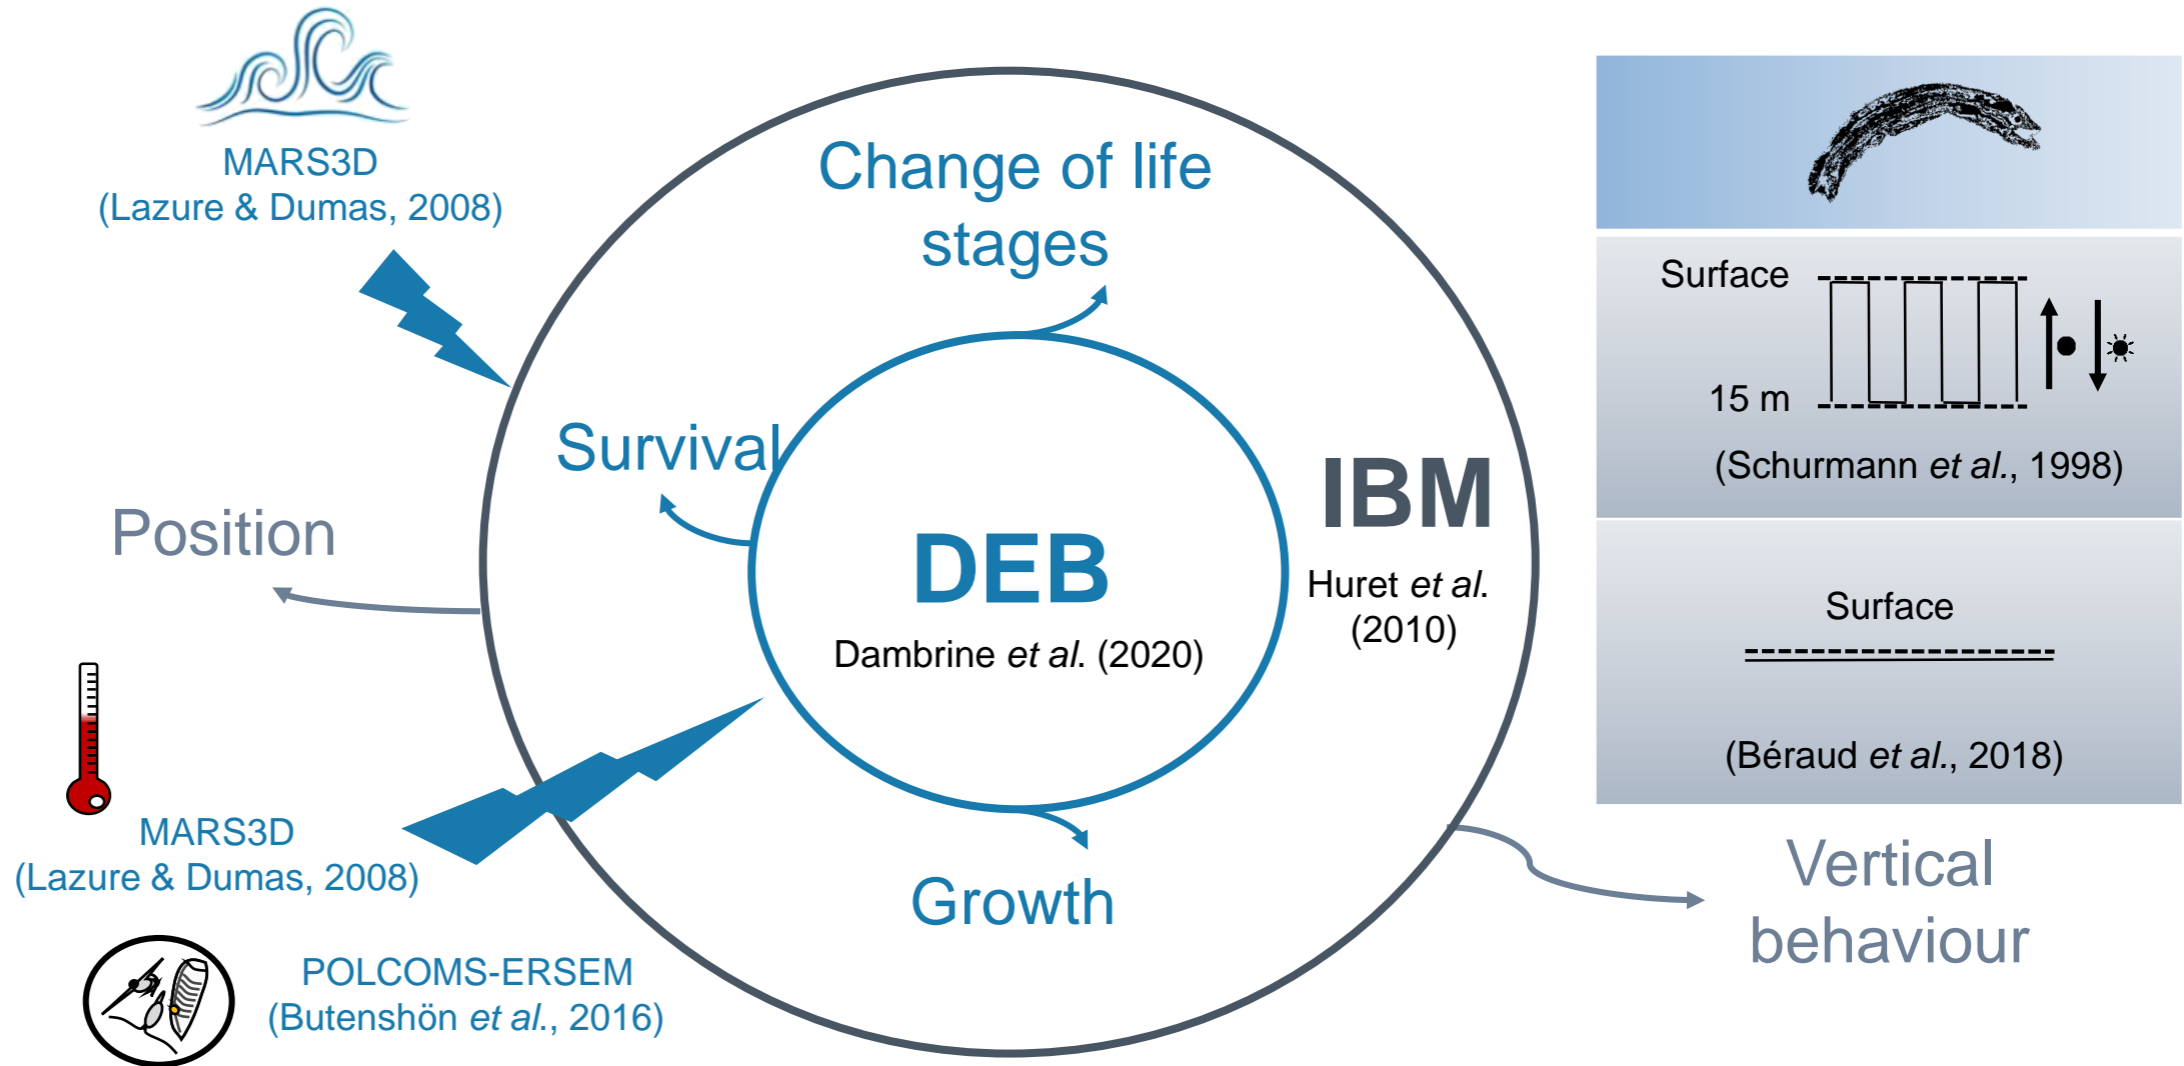 MARS3D
(Lazure & Dumas, 2008)
Change of life
stages
Survival
Position
DEB
Dambrine et al. (2020)
IBM
Huret et al.
(2010)
Growth
MARS3D
(Lazure & Dumas, 2008)
POLCOMS-ERSEM
(Butenshön et al., 2016)
Surface
15 m
(Schurmann et al., 1998)
Surface
(Béraud et al., 2018)
Vertical
behaviour